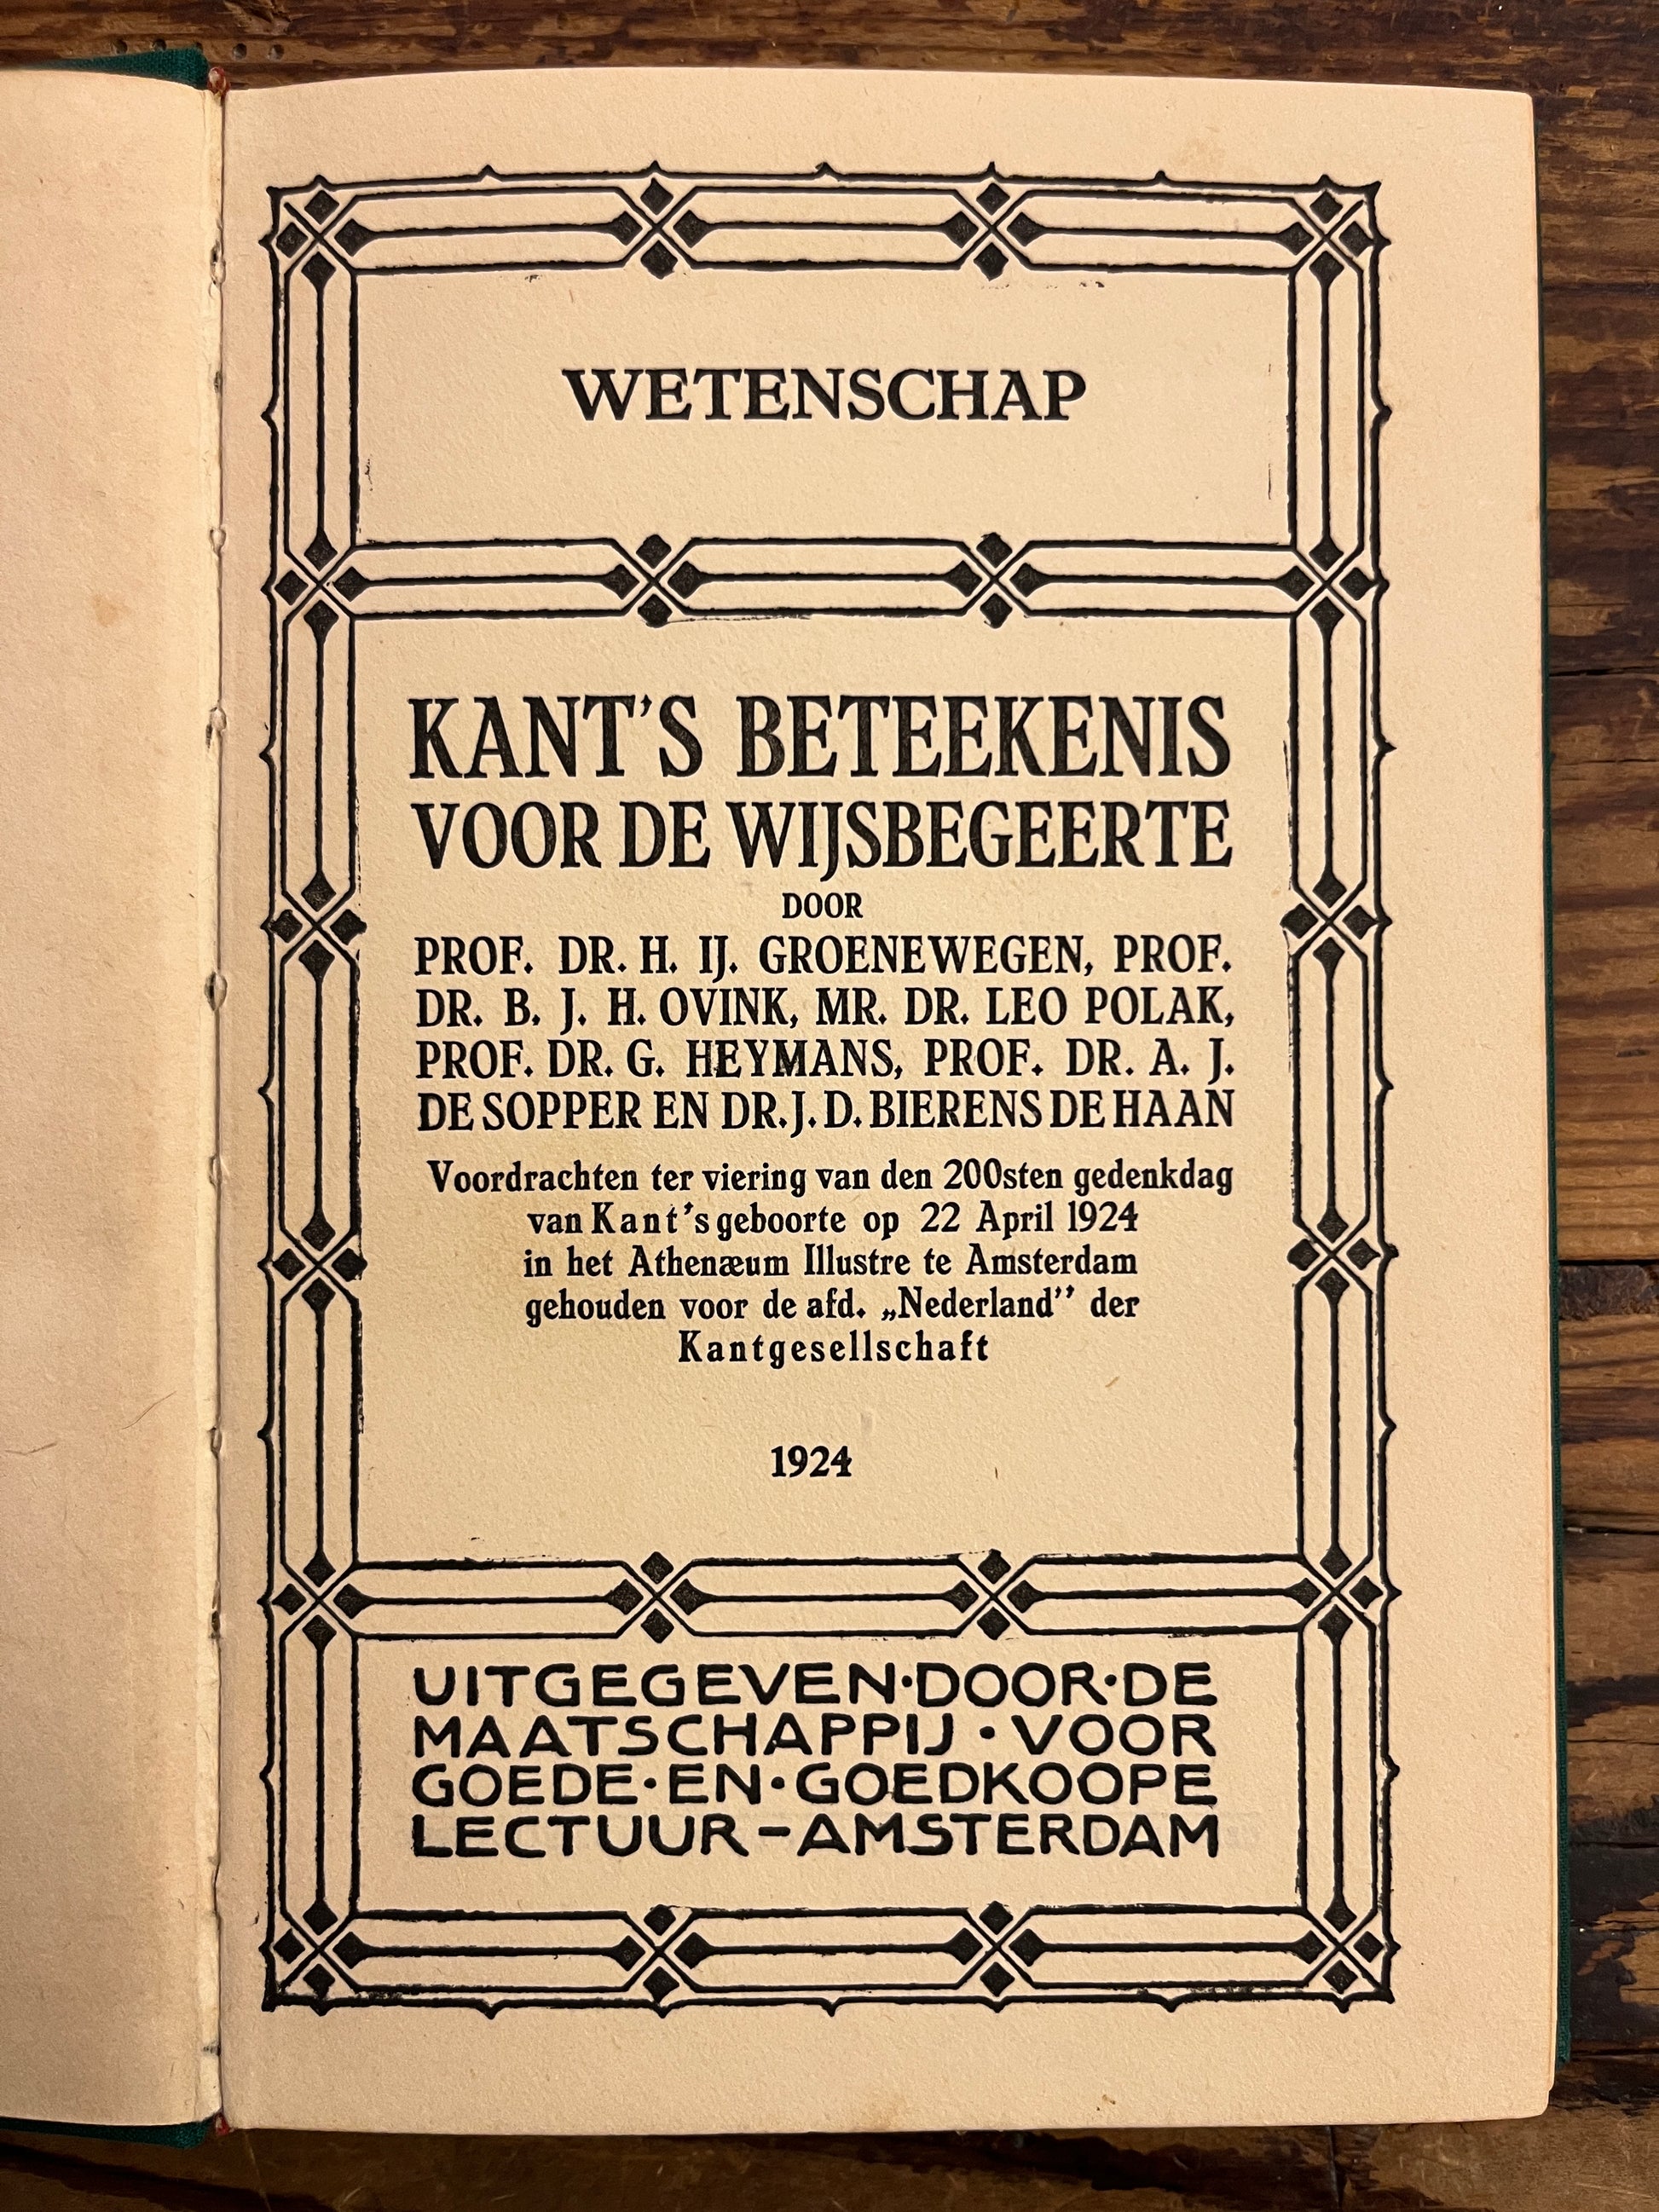 WETENSCHAP
KANT'S BETEEKENIS
VOOR DE WIJSBEGEERTE
DOOR
PROF. DR. H. IJ. GROENEWEGEN, PROF.
DR. B. J. H. OVINK, MR. DR. LEO POLAK,
PROF. DR. G. HEYMANS, PROF. DR. A. J.
DE SOPPER EN DR. J. D. BIERENS DE HAAN
Voordrachten ter viering van den 200sten gedenkdag
van Kant's geboorte op 22 April 1924
in het Athenæum Illustre te Amsterdam
gehouden voor de afd. „Nederland” der
Kantgesellschaft
1924
UITGEGEVEN·DOOR·DE
MAATSCHAPPIJ · VOOR
GOEDE·EN·GOEDKOOPE
LECTUUR–AMSTERDAM